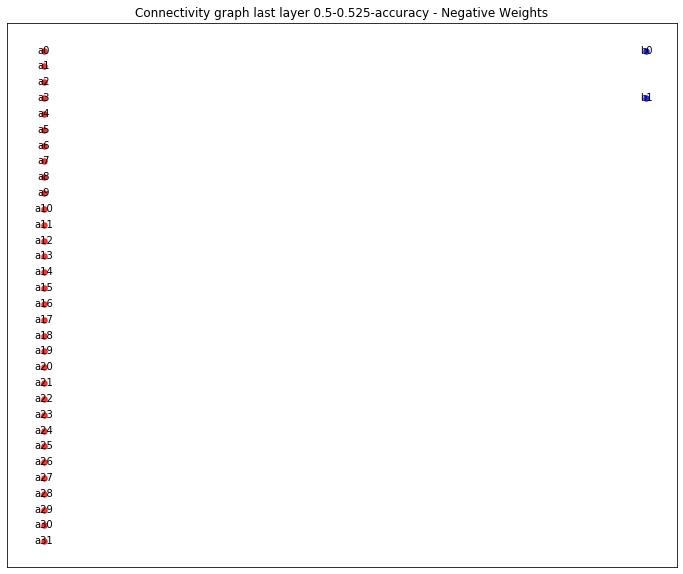 Connectivity graph last layer 0.5-0.525-accuracy - Negative Weights
a0 b0
a1
a2
a3 b1
a4
a5
a6
a7
a8
a9
a10
a11
a12
a13
a14
a15
a16
a17
a18
a19
a20
a21
a22
a23
a24
a25
a26
a27
a28
a29
a30
a31